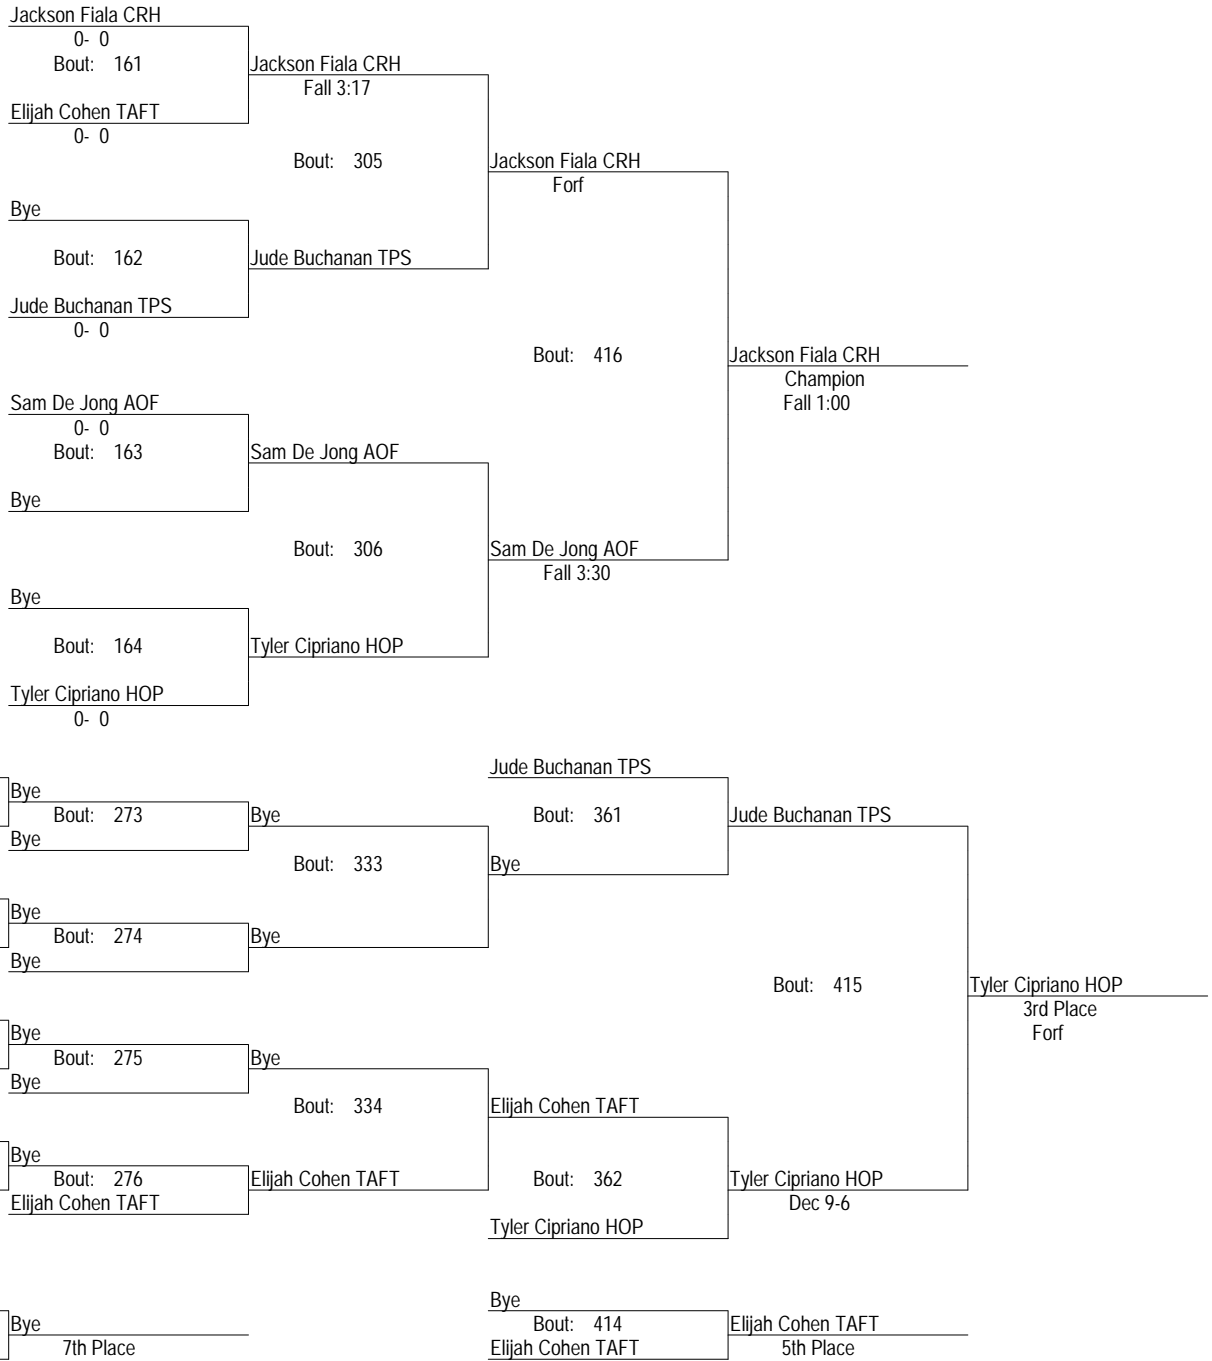 Jackson Fiala CRH
0- 0
Bout: 161
Jackson Fiala CRH
Fall 3:17
Elijah Cohen TAFT
0- 0
Bout: 305
Jackson Fiala CRH
Forf
Bye
Bout: 162
Jude Buchanan TPS
Jude Buchanan TPS
0- 0
Bout: 416
Jackson Fiala CRH
Champion
Fall 1:00
Sam De Jong AOF
0- 0
Bout: 163
Sam De Jong AOF
Bye
Bout: 306
Sam De Jong AOF
Fall 3:30
Bye
Bout: 164
Tyler Cipriano HOP
Tyler Cipriano HOP
0- 0
Jude Buchanan TPS
Bye
Bout: 273
Bye
Bout: 361
Jude Buchanan TPS
Bye
Bout: 333
Bye
Bye
Bout: 274
Bye
Bye
Bout: 415
Tyler Cipriano HOP
3rd Place
Forf
Bye
Bout: 275
Bye
Bye
Bout: 334
Elijah Cohen TAFT
Bye
Bout: 276
Elijah Cohen TAFT
Bout: 362
Tyler Cipriano HOP
Dec 9-6
Elijah Cohen TAFT
Tyler Cipriano HOP
Bye
Bye
7th Place
Bout: 414
Elijah Cohen TAFT
Elijah Cohen TAFT
5th Place